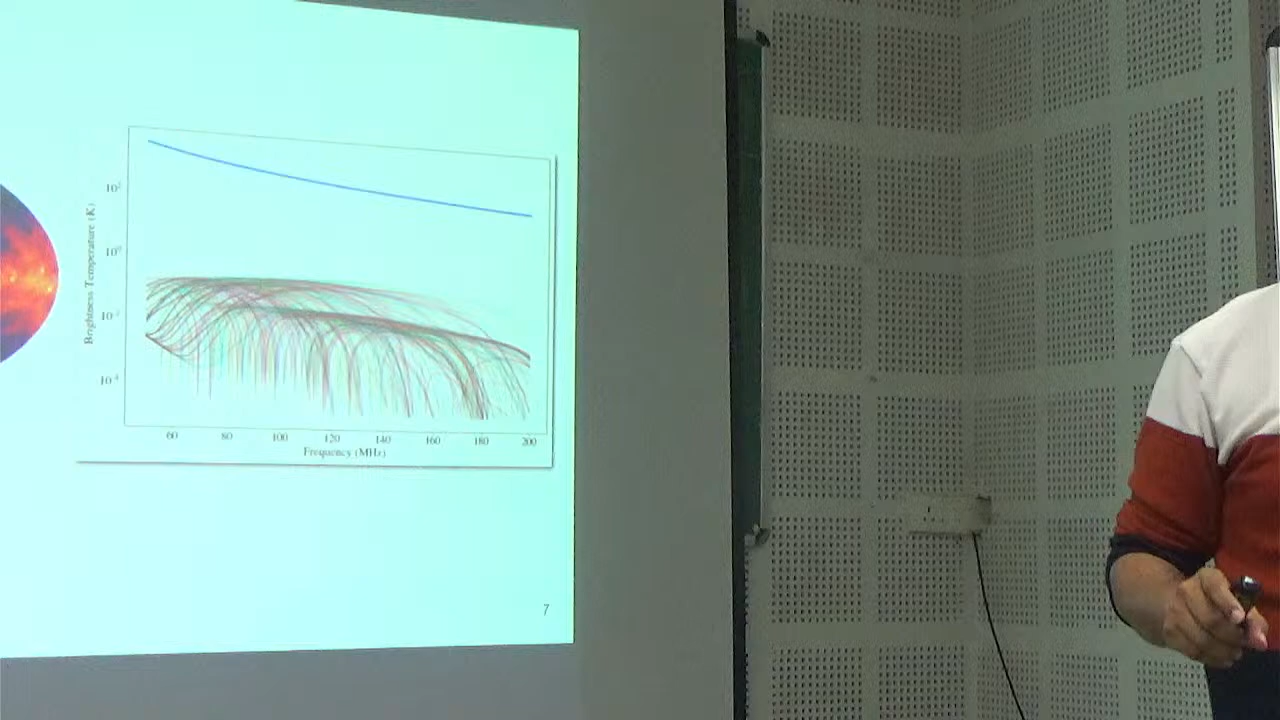 Brightness Temperature (K)
10²
10⁰
10⁻²
10⁻⁴
60 80 100 120 140 160 180 200
Frequency (MHz)
7